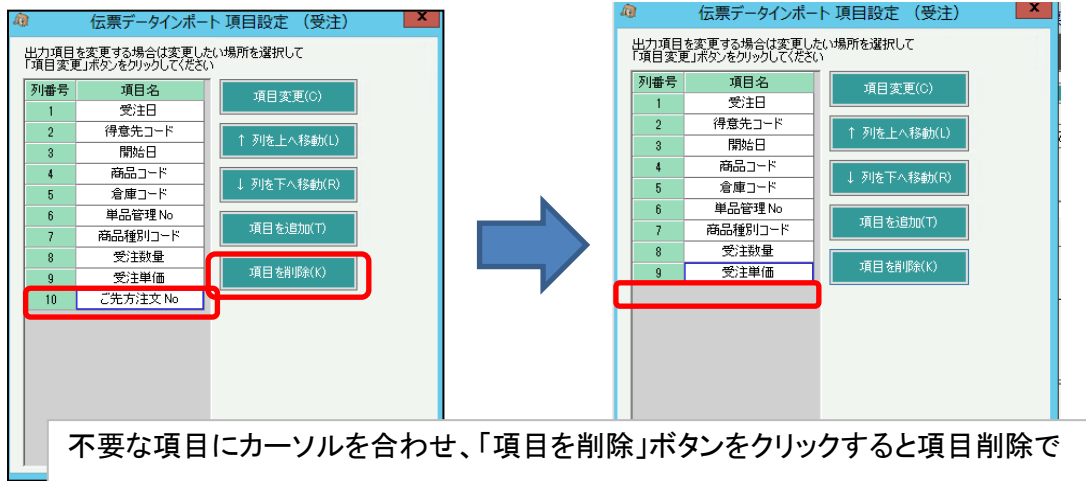 伝票データインポート 項目設定 （受注）
X
出力項目を変更する場合は変更したい場所を選択して
「項目変更」ボタンをクリックしてください
列番号 項目名
1 受注日
2 得意先コード
3 開始日
4 商品コード
5 倉庫コード
6 単品管理No
7 商品種別コード
8 受注数量
9 受注単価
10 ご先方注文No
項目変更(C)
↑ 列を上へ移動(L)
↓ 列を下へ移動(R)
項目を追加(T)
項目を削除(K)
伝票データインポート 項目設定 （受注）
X
出力項目を変更する場合は変更したい場所を選択して
「項目変更」ボタンをクリックしてください
列番号 項目名
1 受注日
2 得意先コード
3 開始日
4 商品コード
5 倉庫コード
6 単品管理No
7 商品種別コード
8 受注数量
9 受注単価
項目変更(C)
↑ 列を上へ移動(L)
↓ 列を下へ移動(R)
項目を追加(T)
項目を削除(K)
不要な項目にカーソルを合わせ、「項目を削除」ボタンをクリックすると項目削除で